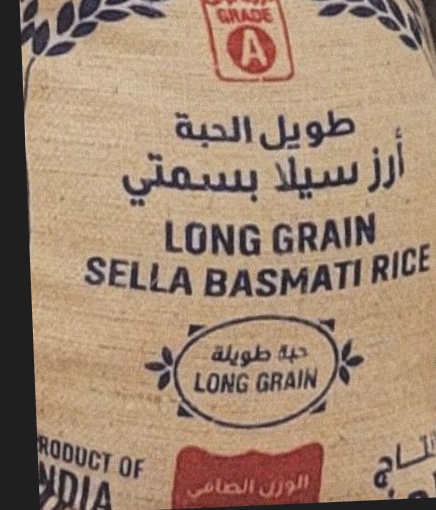 GRADE
A
طويل الحبة
أرز سيلا بسمتي
LONG GRAIN
SELLA BASMATI RICE
حبة طويلة
LONG GRAIN
PRODUCT OF
INDIA
الوزن الصافي